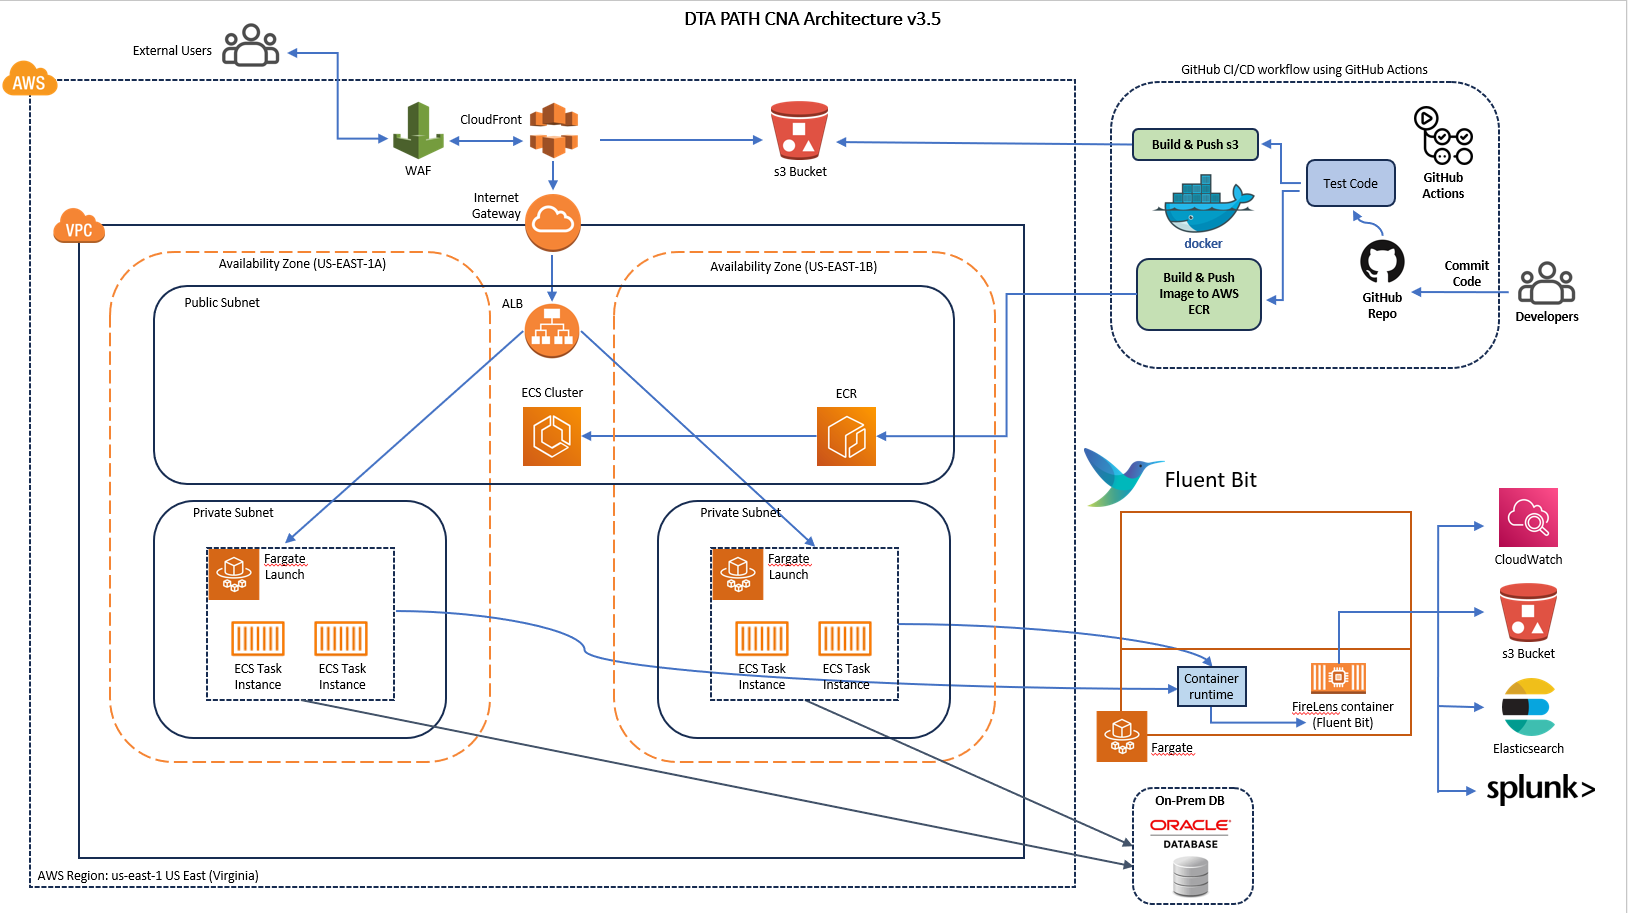 DTA PATH CNA Architecture v3.5
External Users
AWS
CloudFront
WAF
s3 Bucket
Internet
Gateway
VPC
Availability Zone (US-EAST-1A)
Availability Zone (US-EAST-1B)
Public Subnet
ALB
ECS Cluster
ECR
Private Subnet
Fargate
Launch
ECS Task
Instance
ECS Task
Instance
Private Subnet
Fargate
Launch
ECS Task
Instance
ECS Task
Instance
AWS Region: us-east-1 US East (Virginia)
GitHub CI/CD workflow using GitHub Actions
Build & Push s3
Test Code
GitHub
Actions
docker
Build & Push
Image to AWS
ECR
GitHub
Repo
Commit
Code
Developers
Fluent Bit
Container
runtime
FireLens container
(Fluent Bit)
Fargate
CloudWatch
s3 Bucket
Elasticsearch
splunk>
On-Prem DB
ORACLE
DATABASE